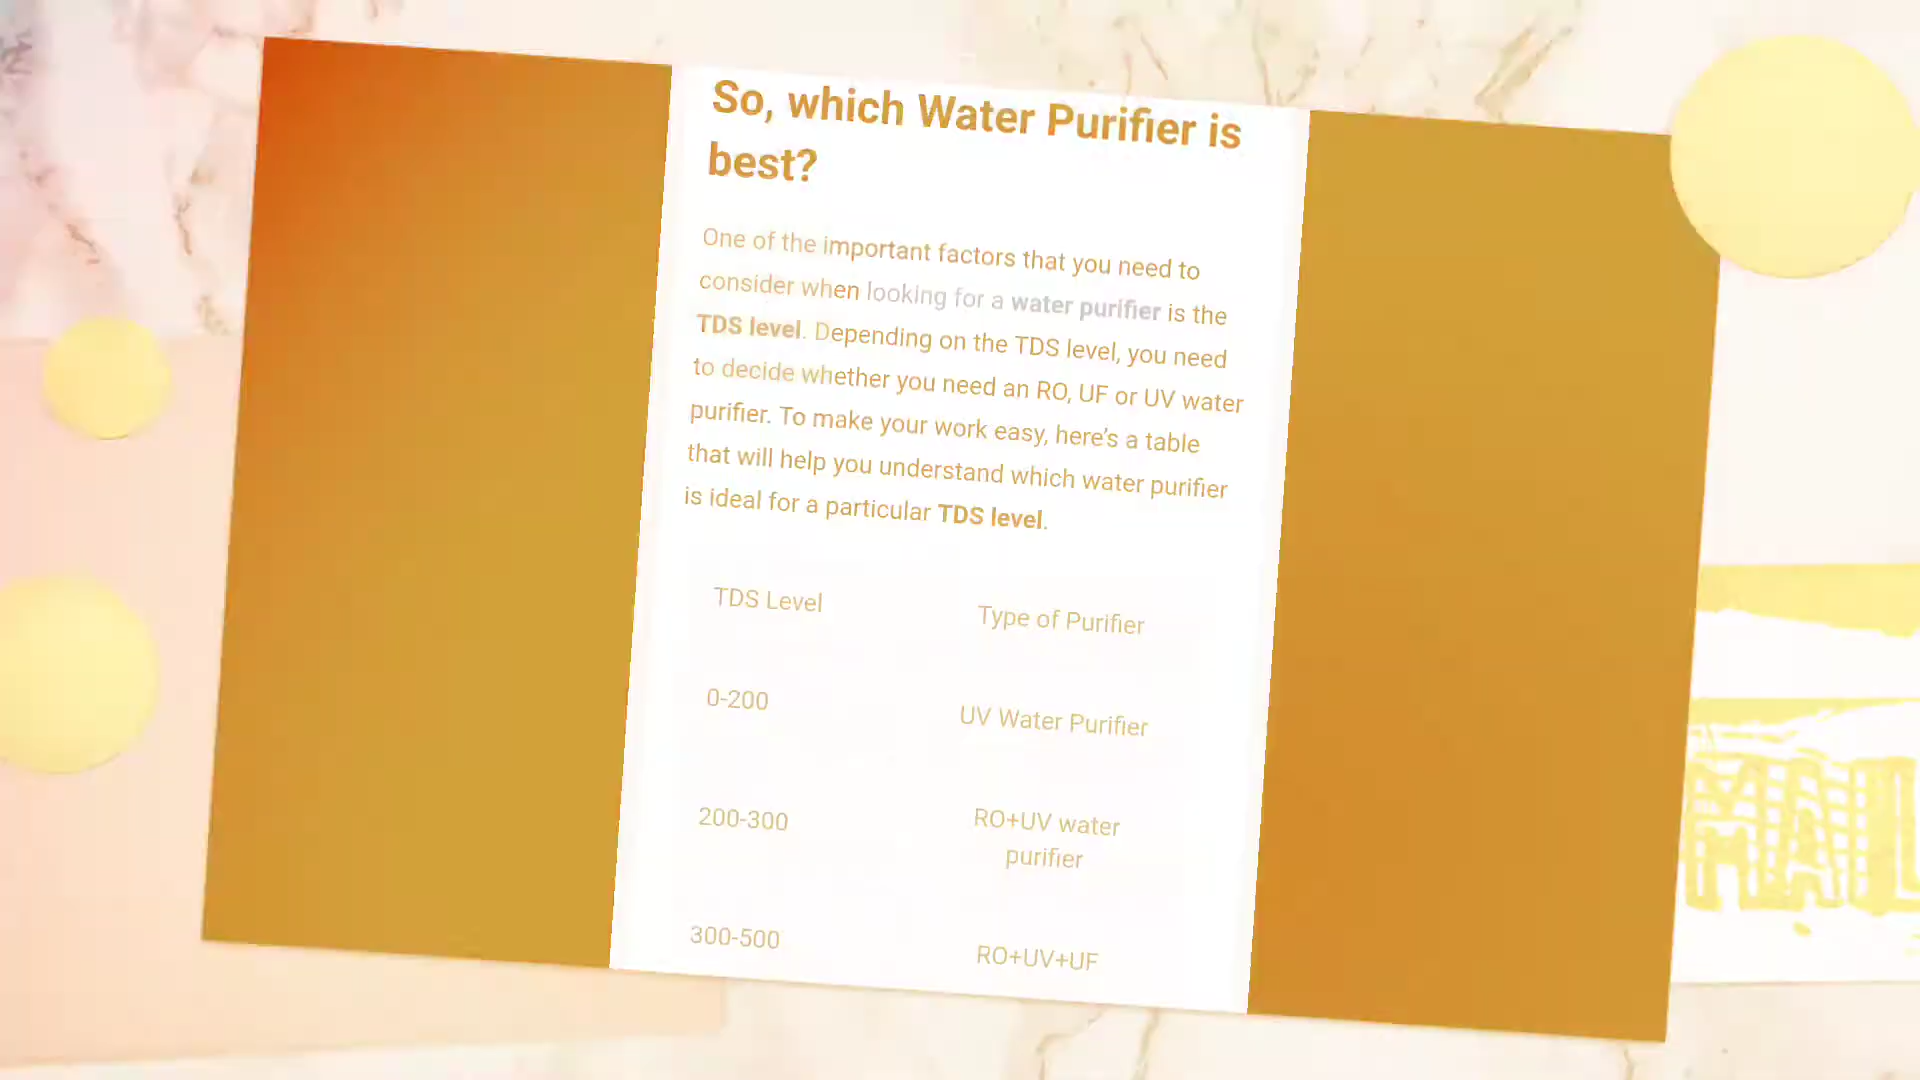 So, which Water Purifier is
best?
One of the important factors that you need to
consider when looking for a water purifier is the
TDS level. Depending on the TDS level, you need
to decide whether you need an RO, UF or UV water
purifier. To make your work easy, here's a table
that will help you understand which water purifier
is ideal for a particular TDS level.
TDS Level Type of Purifier
0-200 UV Water Purifier
200-300 RO+UV water
purifier
300-500 RO+UV+UF